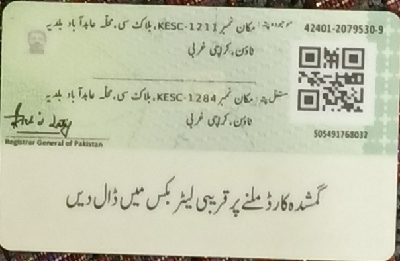 42401-2079530-9
موجودہ پتہ: مکان نمبر KESC-1211، بلاک سی، محلہ عابد آباد بلدیہ
ٹاؤن، کراچی غربی
مستقل پتہ: مکان نمبر KESC-1284، بلاک سی، محلہ عابد آباد بلدیہ
ٹاؤن، کراچی غربی
505491768032
Registrar General of Pakistan
گمشدہ کارڈ ملنے پر قریبی لیٹر بکس میں ڈال دیں